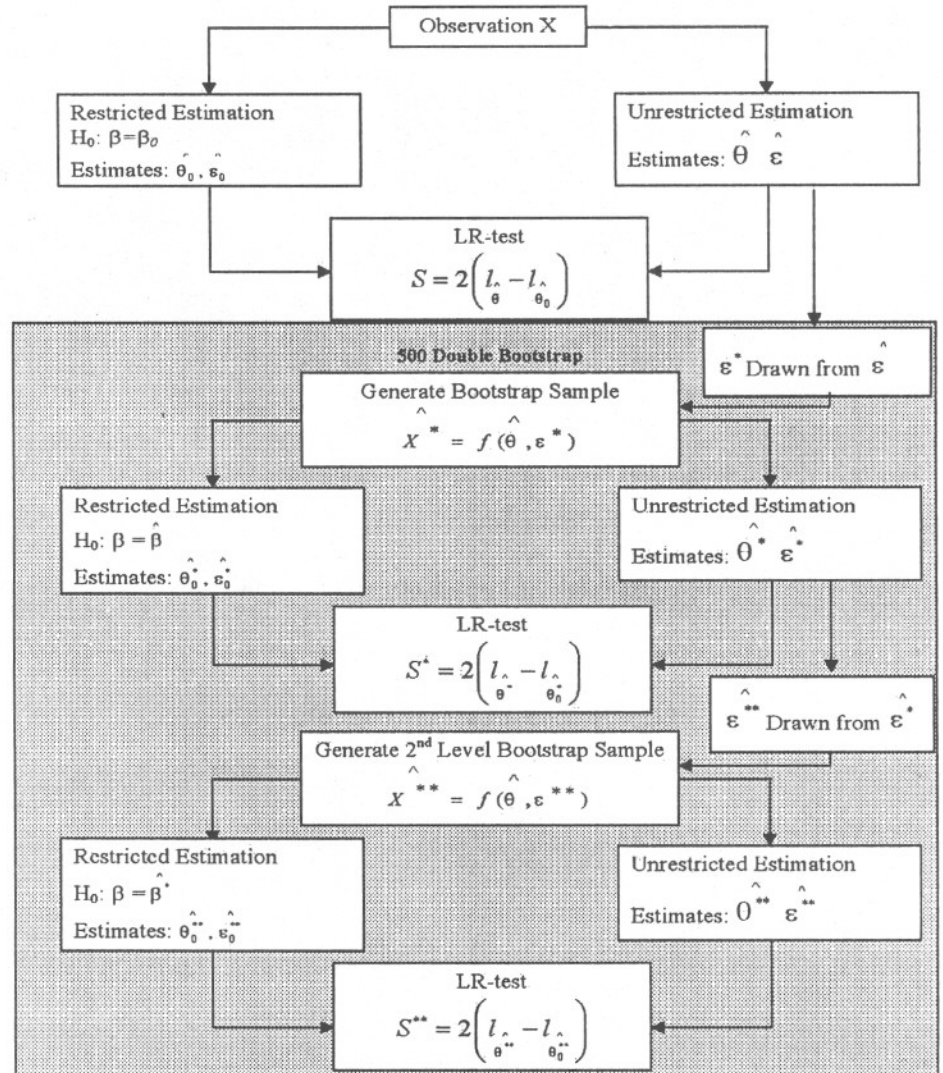 Observation X
Restricted Estimation
H₀: β=β₀
Estimates: θ̂₀, ε̂₀
Unrestricted Estimation
Estimates: θ̂ ε̂
LR-test
S = 2(l_θ̂ − l_θ̂₀)
500 Double Bootstrap
ε* Drawn from ε̂
Generate Bootstrap Sample
X̂* = f(θ̂, ε*)
Restricted Estimation
H₀: β = β̂
Estimates: θ̂₀*, ε̂₀*
Unrestricted Estimation
Estimates: θ̂* ε̂*
LR-test
S* = 2(l_θ̂* − l_θ̂₀*)
ε̂** Drawn from ε̂*
Generate 2nd Level Bootstrap Sample
X̂** = f(θ̂, ε**)
Restricted Estimation
H₀: β = β̂*
Estimates: θ̂₀**, ε̂₀**
Unrestricted Estimation
Estimates: θ̂** ε̂**
LR-test
S** = 2(l_θ̂** − l_θ̂₀**)